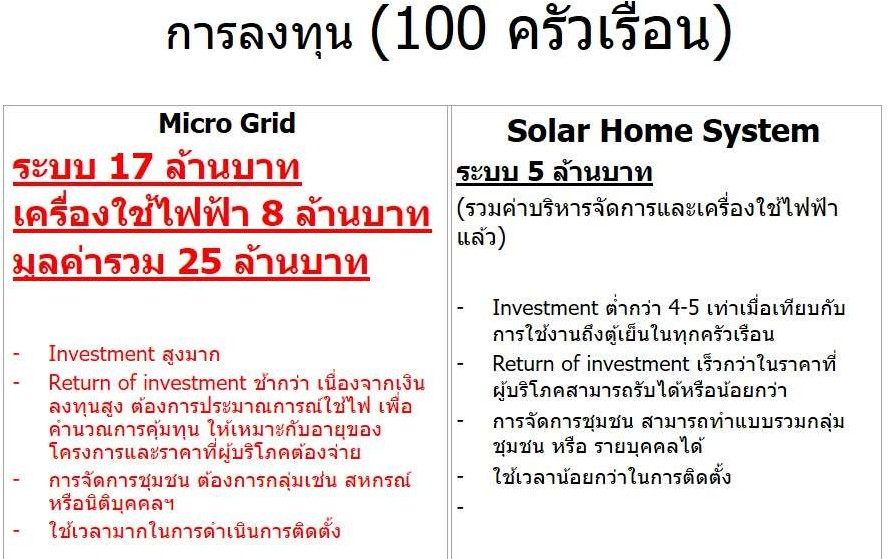 การลงทุน (100 ครัวเรือน)
Micro Grid
ระบบ 17 ล้านบาท
เครื่องใช้ไฟฟ้า 8 ล้านบาท
มูลค่ารวม 25 ล้านบาท
- Investment สูงมาก
- Return of investment ช้ากว่า เนื่องจากเงิน
ลงทุนสูง ต้องการประมาณการณ์ใช้ไฟ เพื่อ
คำนวณการคุ้มทุน ให้เหมาะกับอายุของ
โครงการและราคาที่ผู้บริโภคต้องจ่าย
- การจัดการชุมชน ต้องการกลุ่มเช่น สหกรณ์
หรือนิติบุคคลฯ
- ใช้เวลามากในการดำเนินการติดตั้ง
Solar Home System
ระบบ 5 ล้านบาท
(รวมค่าบริหารจัดการและเครื่องใช้ไฟฟ้า
แล้ว)
- Investment ต่ำกว่า 4-5 เท่าเมื่อเทียบกับ
การใช้งานถึงตู้เย็นในทุกครัวเรือน
- Return of investment เร็วกว่าในราคาที่
ผู้บริโภคสามารถรับได้หรือน้อยกว่า
- การจัดการชุมชน สามารถทำแบบรวมกลุ่ม
ชุมชน หรือ รายบุคคลได้
- ใช้เวลาน้อยกว่าในการติดตั้ง
-